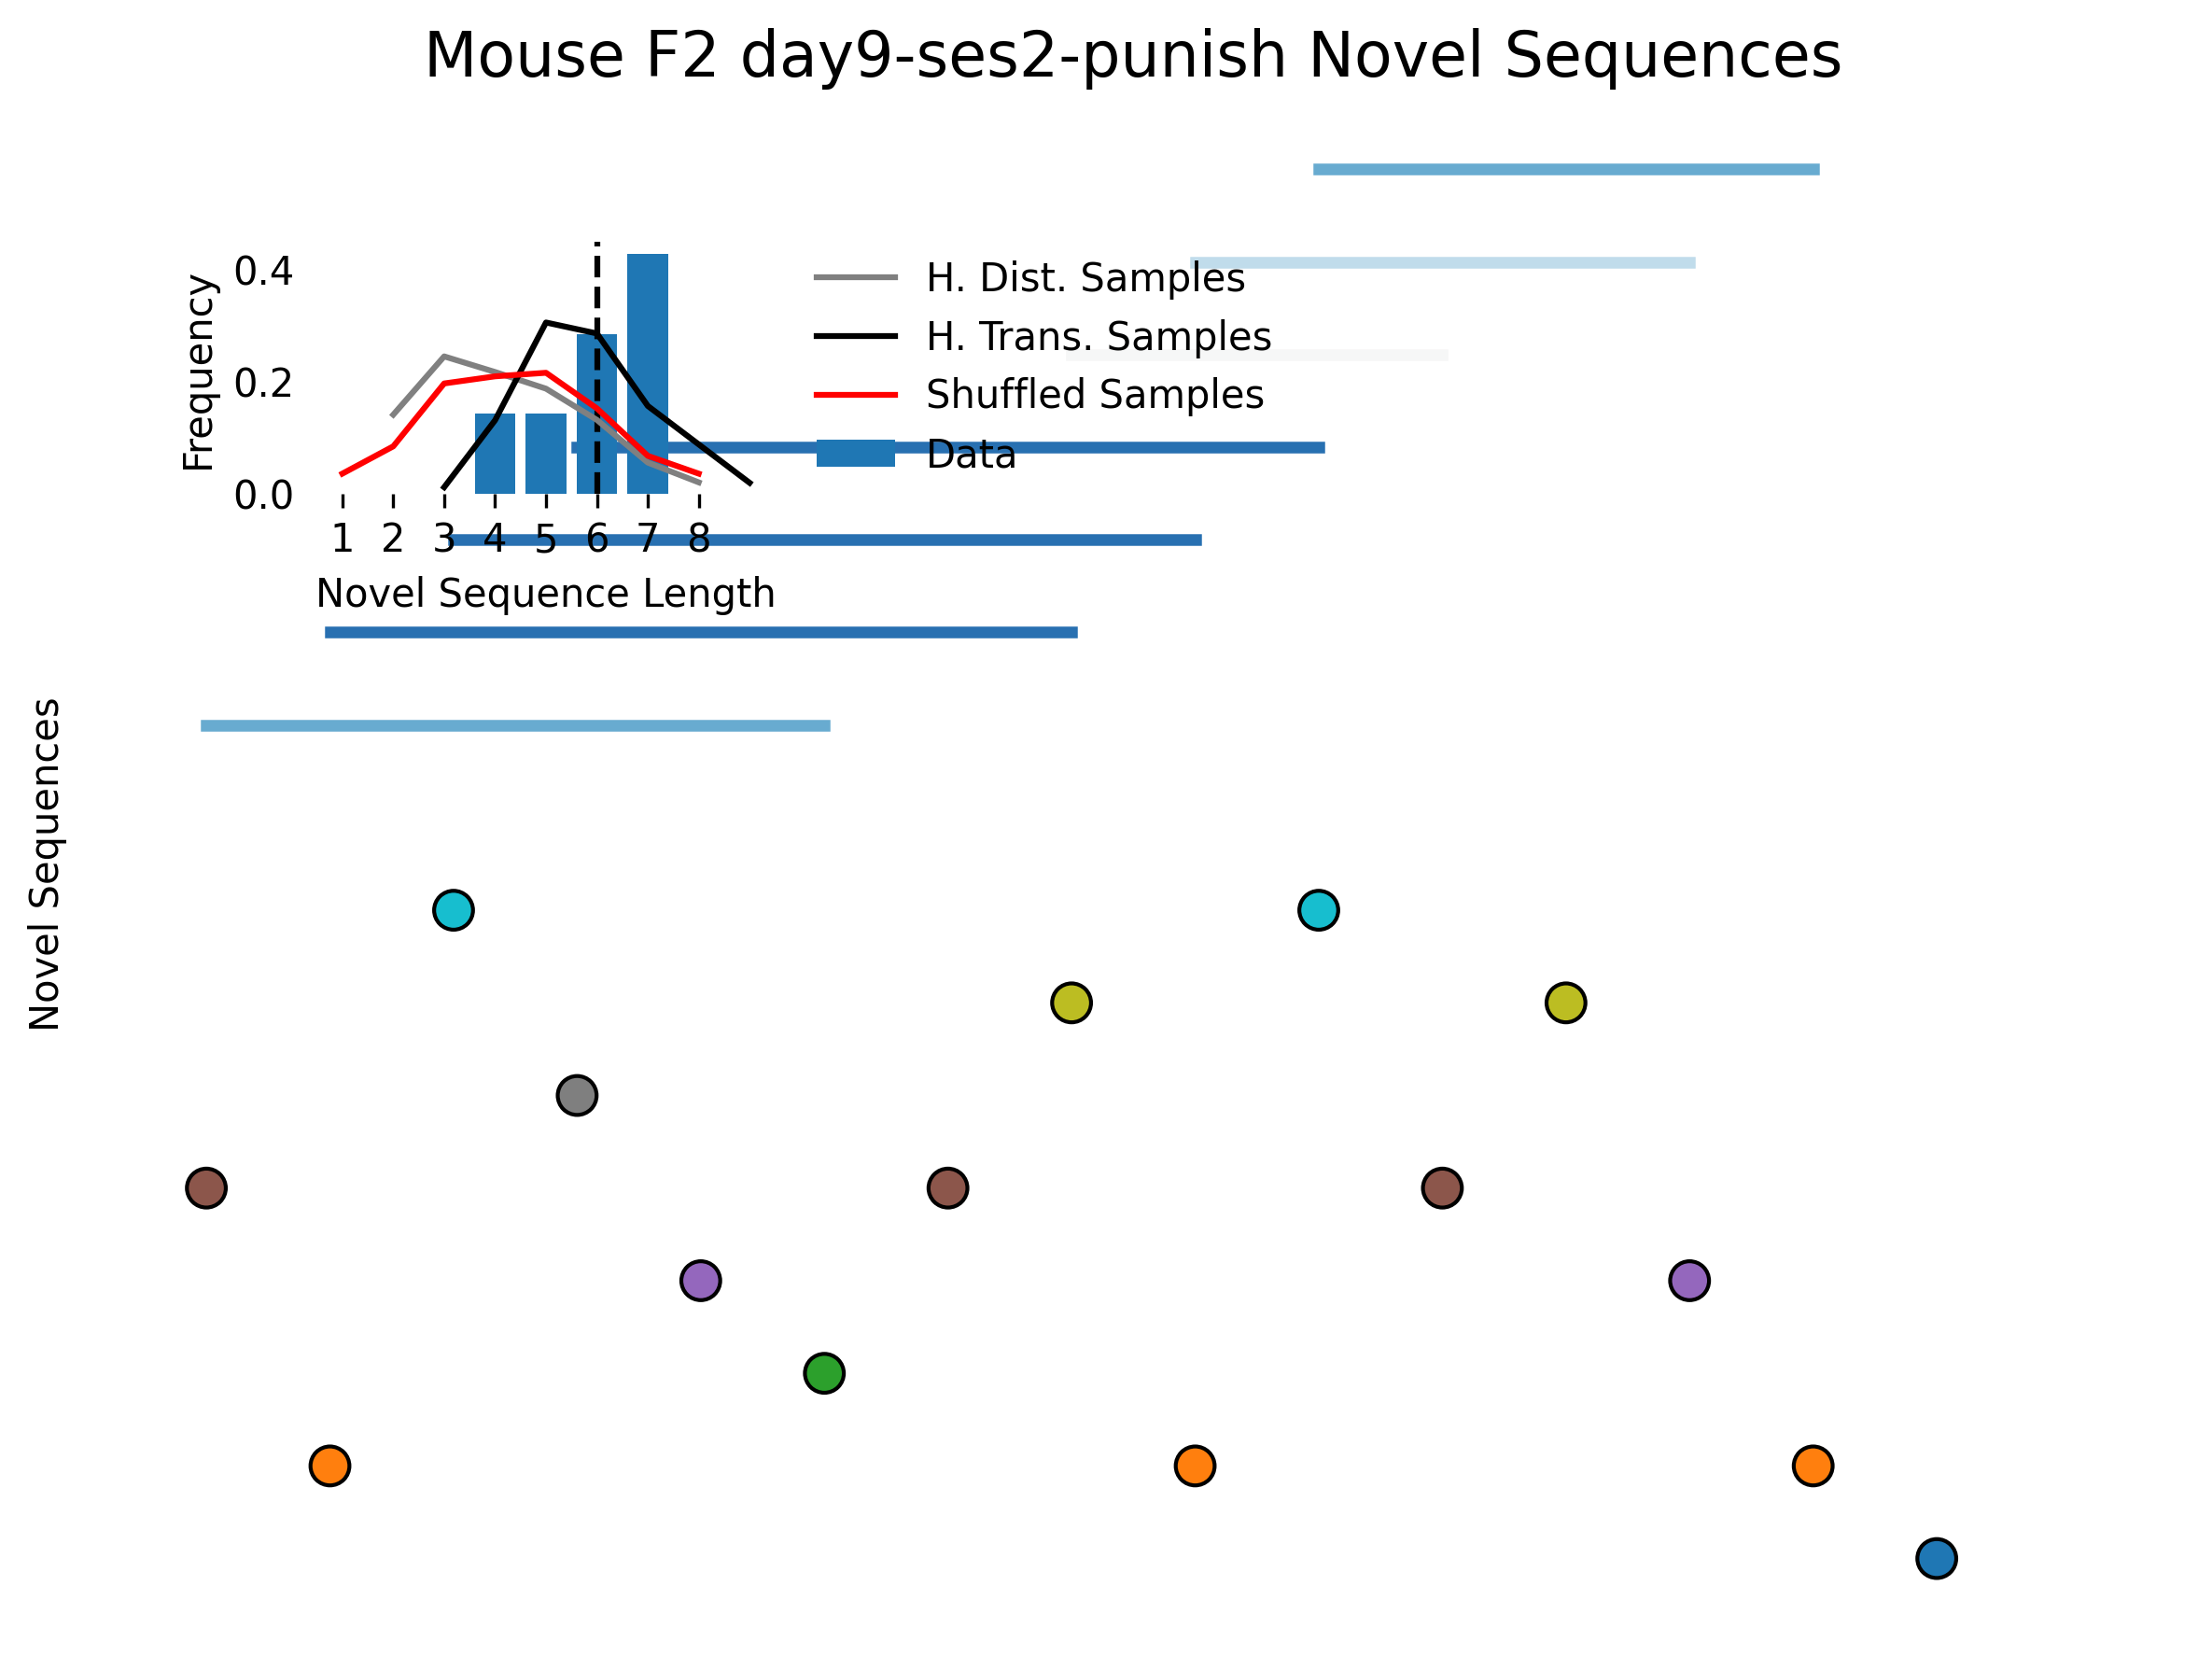 Mouse F2 day9-ses2-punish Novel Sequences
Frequency
0.4
0.2
0.0
1 2 3 4 5 6 7 8
Novel Sequence Length
H. Dist. Samples
H. Trans. Samples
Shuffled Samples
Data
Novel Sequences